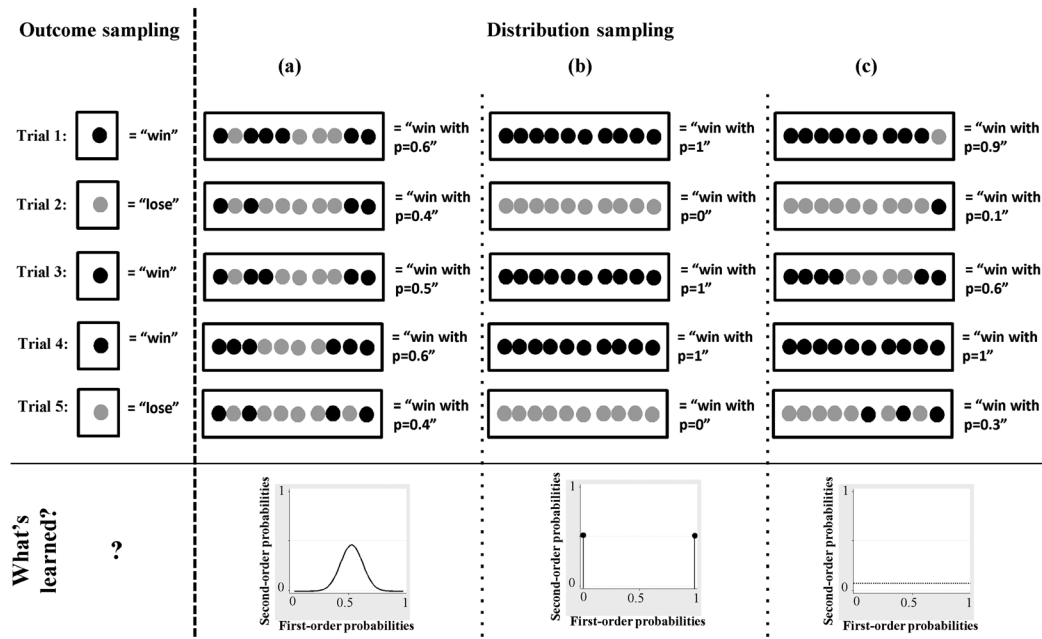 Outcome sampling
Distribution sampling
(a)
(b)
(c)
Trial 1:
= “win”
= “win with
p=0.6”
= “win with
p=1”
= “win with
p=0.9”
Trial 2:
= “lose”
= “win with
p=0.4”
= “win with
p=0”
= “win with
p=0.1”
Trial 3:
= “win”
= “win with
p=0.5”
= “win with
p=1”
= “win with
p=0.6”
Trial 4:
= “win”
= “win with
p=0.6”
= “win with
p=1”
= “win with
p=1”
Trial 5:
= “lose”
= “win with
p=0.4”
= “win with
p=0”
= “win with
p=0.3”
What’s
learned?
?
Second-order probabilities
1
0
0
0.5
1
First-order probabilities
Second-order probabilities
1
0
0
0.5
1
First-order probabilities
Second-order probabilities
1
0
0
0.5
1
First-order probabilities